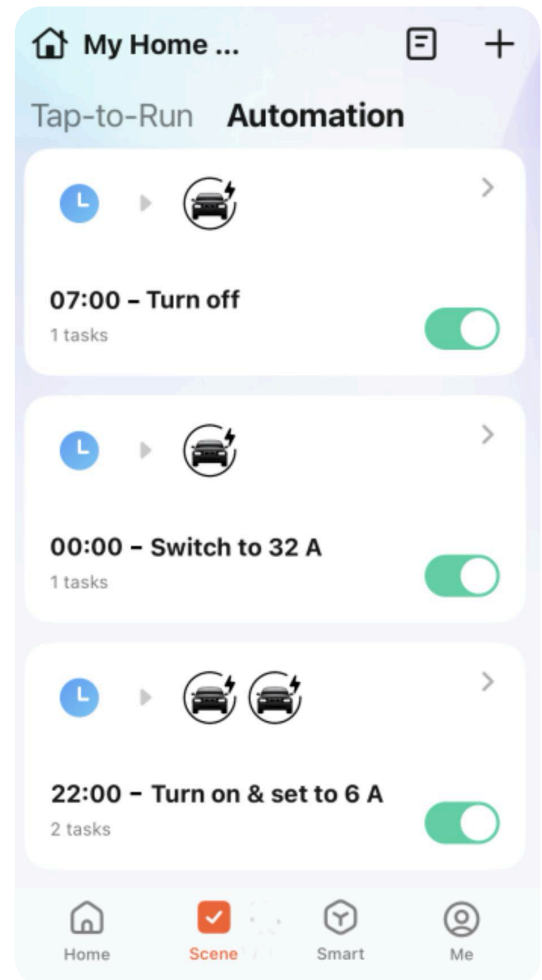 My Home ...
Tap-to-Run Automation
07:00 – Turn off
1 tasks
00:00 – Switch to 32 A
1 tasks
22:00 – Turn on & set to 6 A
2 tasks
Home Scene Smart Me